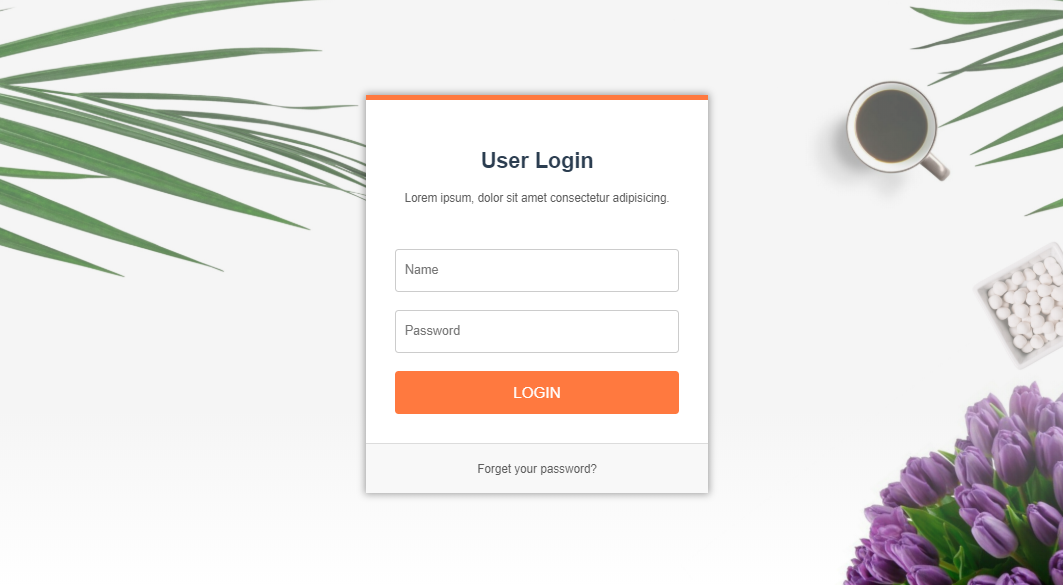 User Login
Lorem ipsum, dolor sit amet consectetur adipisicing.
Name
Password
LOGIN
Forget your password?